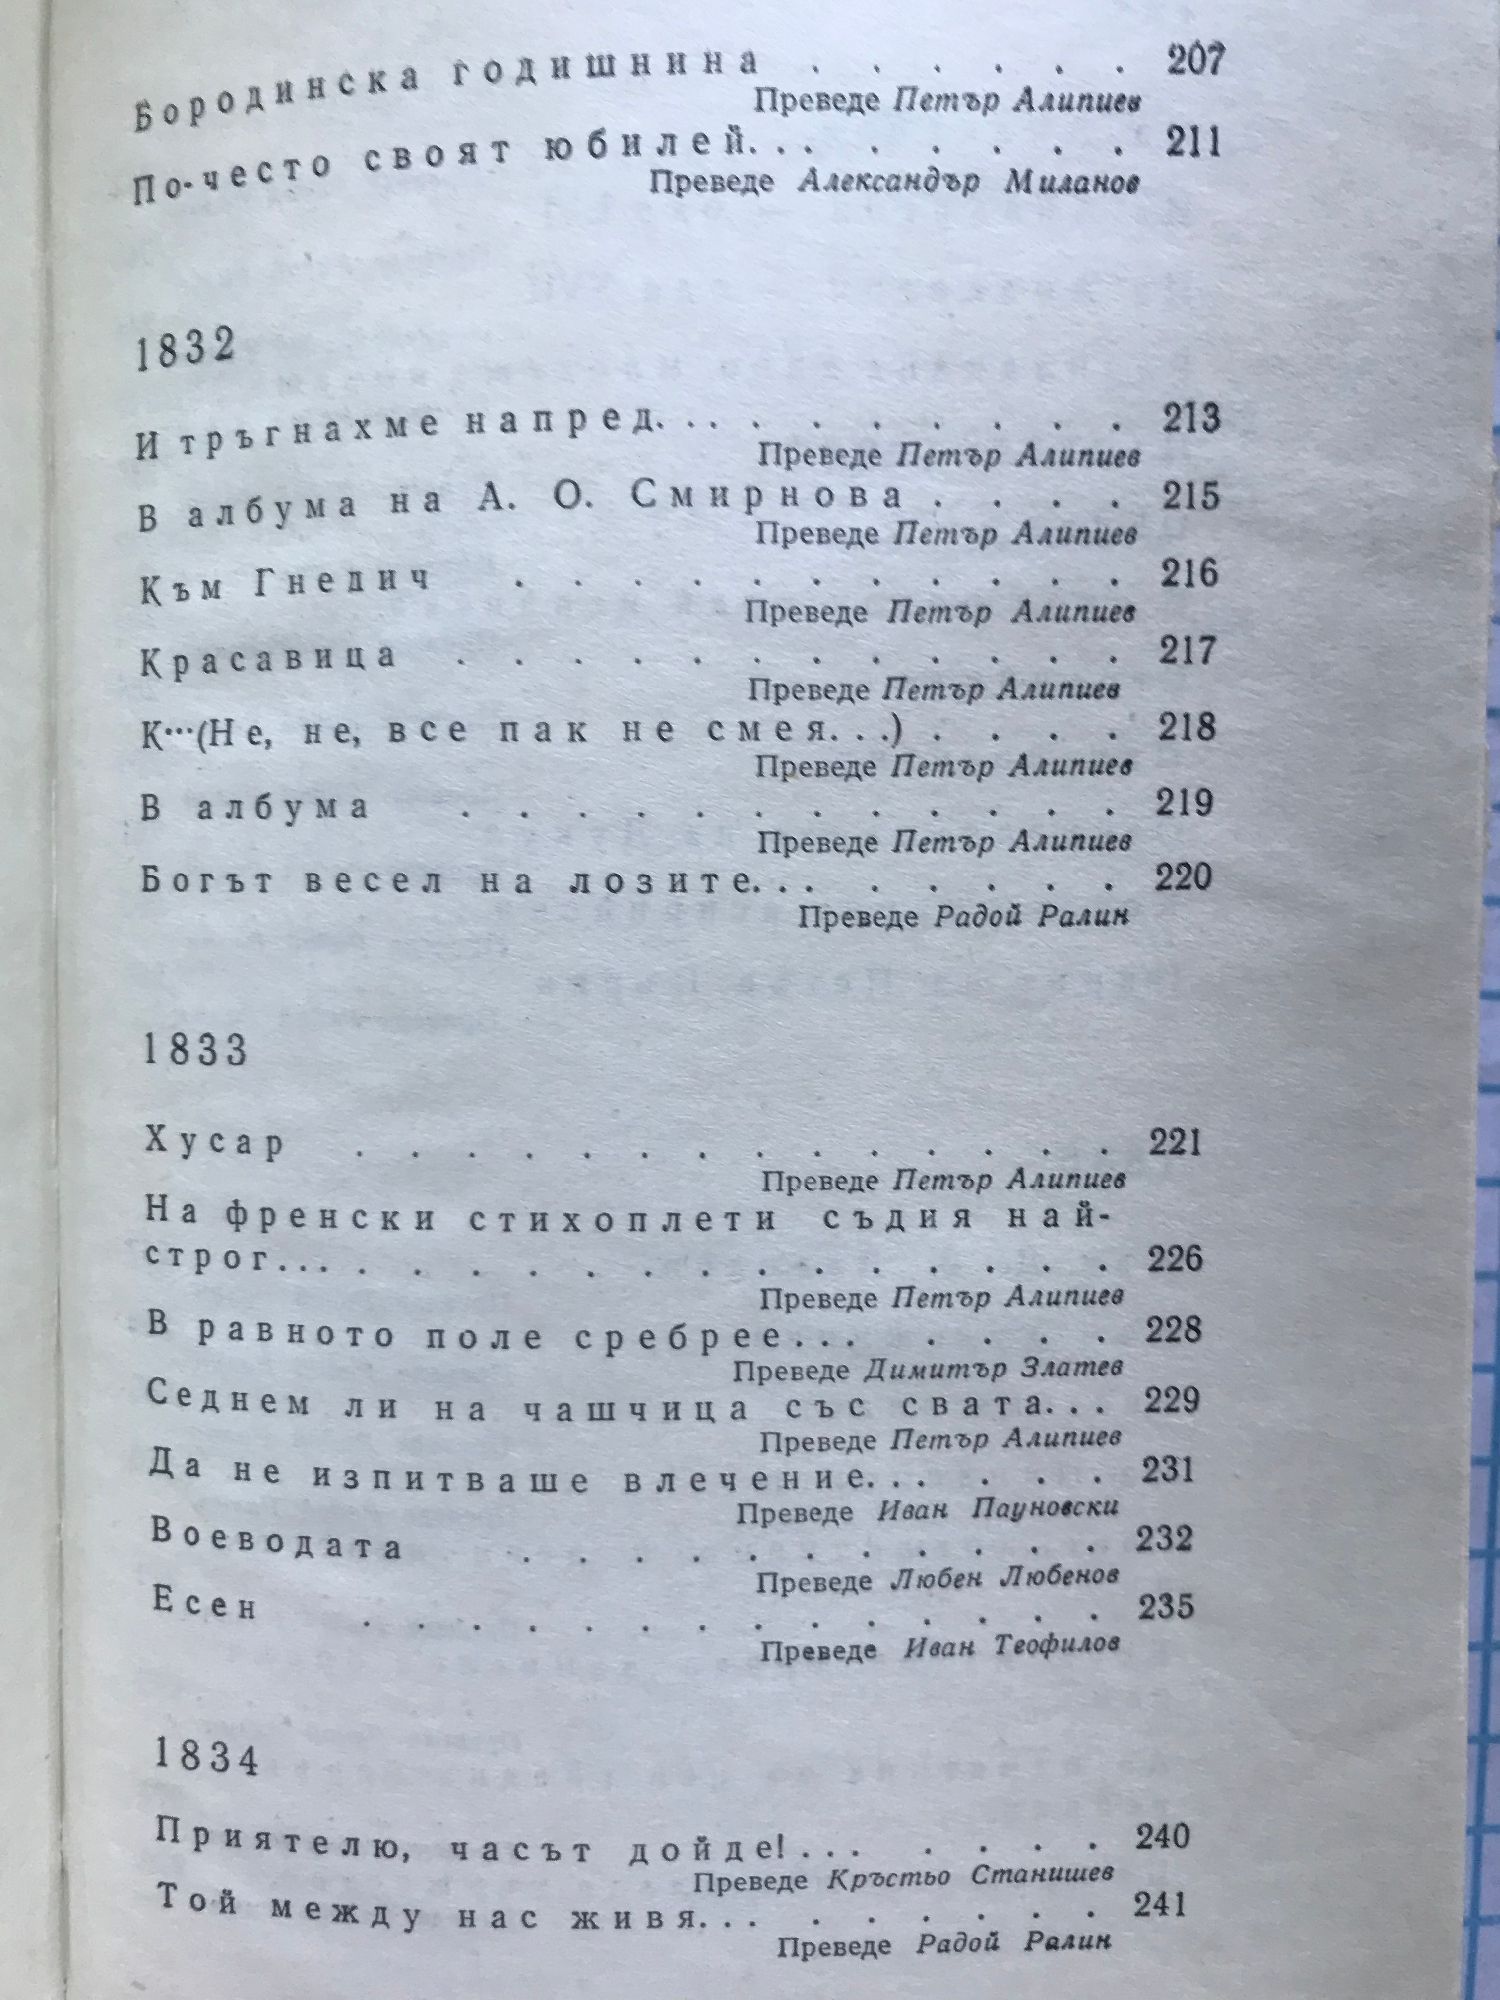 Бородинска годишнина . . . . . . 207
Преведе Петър Алипиев
По-често своят юбилей. . . . . . . . 211
Преведе Александър Миланов
1832
И тръгнахме напред. . . . . . . . . . 213
Преведе Петър Алипиев
В албума на А. О. Смирнова . . . . 215
Преведе Петър Алипиев
Към Гнедич . . . . . . . . . . . 216
Преведе Петър Алипиев
Красавица . . . . . . . . . . . . 217
Преведе Петър Алипиев
К...(Не, не, все пак не смея. . .) . . . . 218
Преведе Петър Алипиев
В албума . . . . . . . . . . . . 219
Преведе Петър Алипиев
Богът весел на лозите. . . . . . . . 220
Преведе Радой Ралин
1833
Хусар . . . . . . . . . . . . . . 221
Преведе Петър Алипиев
На френски стихоплети съдия най-
строг. . . . . . . . . . . . . . . . . 226
Преведе Петър Алипиев
В равното поле сребрее. . . . . . . 228
Преведе Димитър Златев
Седнем ли на чашчица със свата. . . 229
Преведе Петър Алипиев
Да не изпитваше влечение. . . . . . . 231
Преведе Иван Пауновски
Воеводата . . . . . . . . . . . 232
Преведе Любен Любенов
Есен . . . . . . . . . . . . . . 235
Преведе Иван Теофилов
1834
Приятелю, часът дойде! . . . . . . . 240
Преведе Кръстьо Станишев
Той между нас живя. . . . . . . . . 241
Преведе Радой Ралин